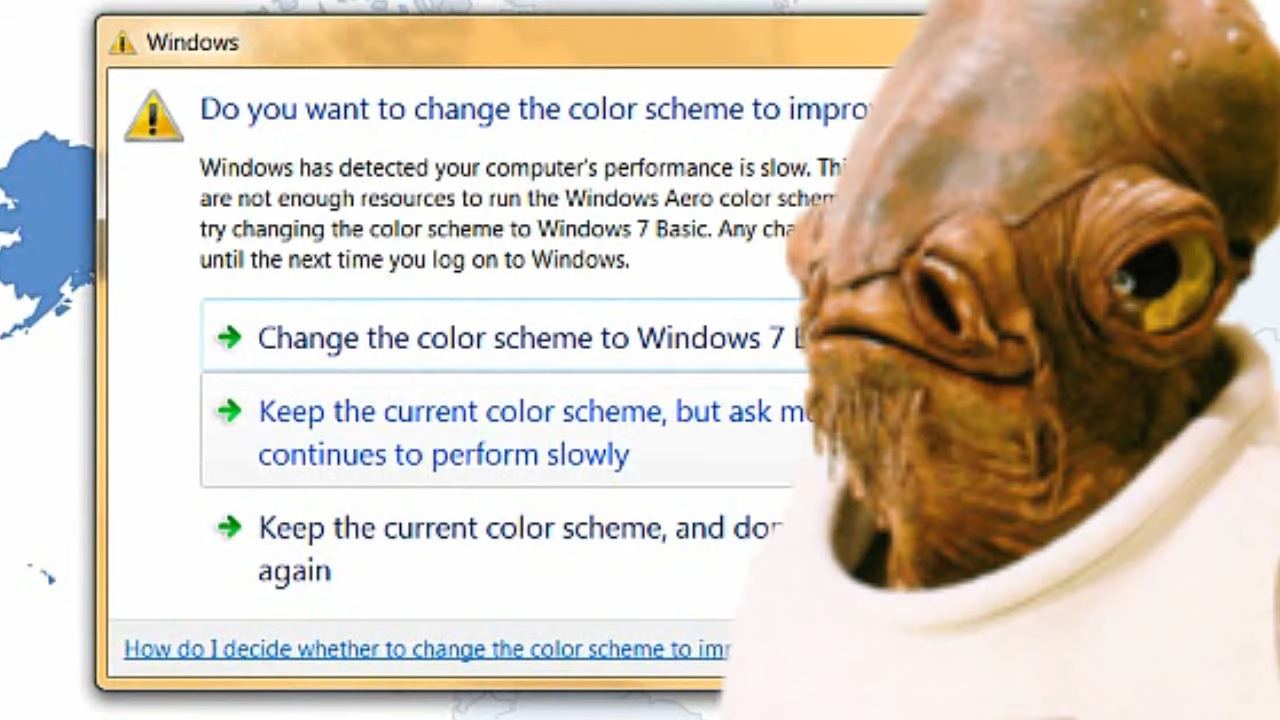 Windows
Do you want to change the color scheme to impro
Windows has detected your computer's performance is slow. Thi
are not enough resources to run the Windows Aero color schem
try changing the color scheme to Windows 7 Basic. Any cha
until the next time you log on to Windows.
Change the color scheme to Windows 7
Keep the current color scheme, but ask m
continues to perform slowly
Keep the current color scheme, and don
again
How do I decide whether to change the color scheme to im